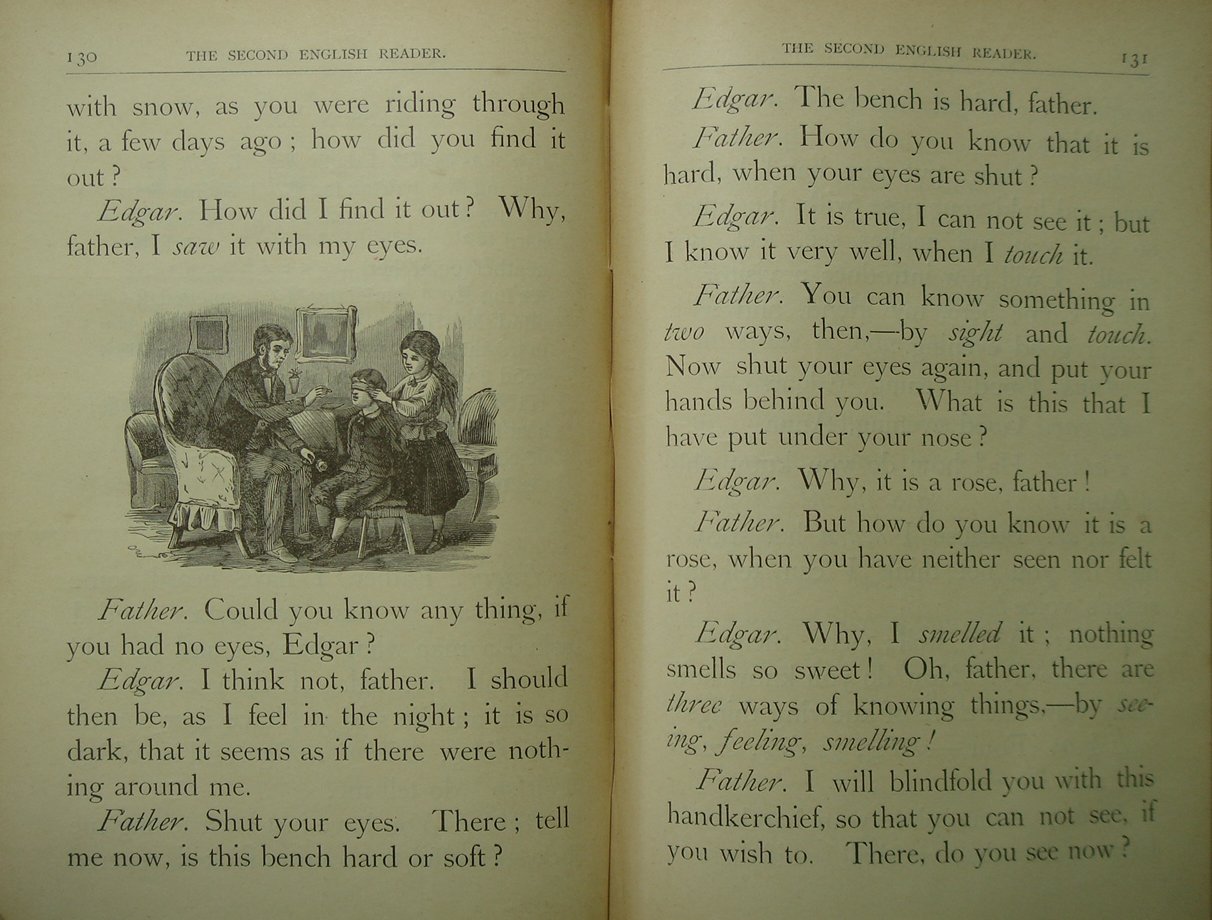 130
THE SECOND ENGLISH READER.
with snow, as you were riding through
it, a few days ago ; how did you find it
out ?
Edgar. How did I find it out ? Why,
father, I saw it with my eyes.
Father. Could you know any thing, if
you had no eyes, Edgar ?
Edgar. I think not, father. I should
then be, as I feel in the night ; it is so
dark, that it seems as if there were noth-
ing around me.
Father. Shut your eyes. There ; tell
me now, is this bench hard or soft ?
THE SECOND ENGLISH READER.
131
Edgar. The bench is hard, father.
Father. How do you know that it is
hard, when your eyes are shut ?
Edgar. It is true, I can not see it ; but
I know it very well, when I touch it.
Father. You can know something in
two ways, then,—by sight and touch.
Now shut your eyes again, and put your
hands behind you. What is this that I
have put under your nose ?
Edgar. Why, it is a rose, father !
Father. But how do you know it is a
rose, when you have neither seen nor felt
it ?
Edgar. Why, I smelled it ; nothing
smells so sweet ! Oh, father, there are
three ways of knowing things,—by see-
ing, feeling, smelling !
Father. I will blindfold you with this
handkerchief, so that you can not see, if
you wish to. There, do you see now ?